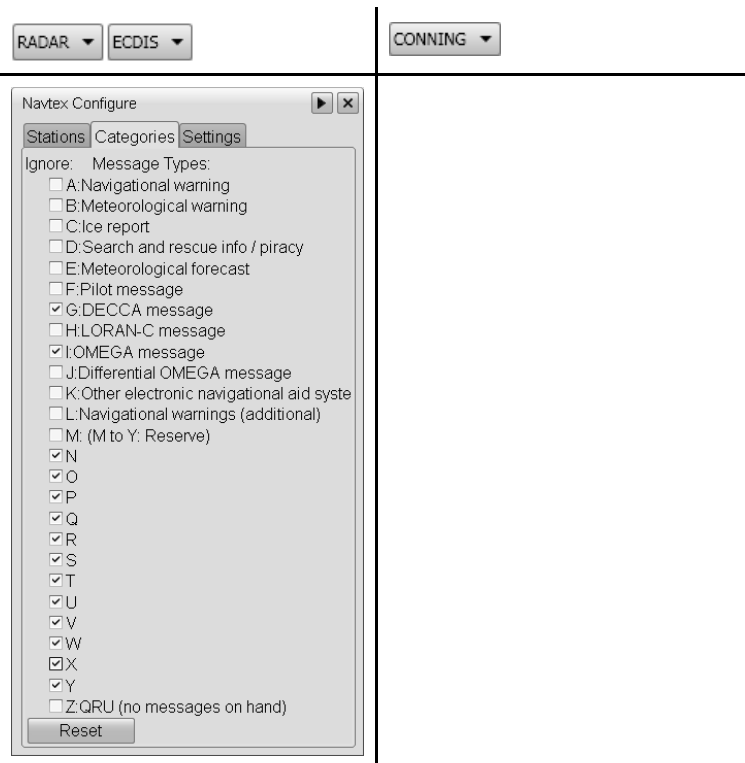 RADAR ECDIS CONNING
Navtex Configure
Stations Categories Settings
Ignore: Message Types:
A:Navigational warning
B:Meteorological warning
C:Ice report
D:Search and rescue info / piracy
E:Meteorological forecast
F:Pilot message
G:DECCA message
H:LORAN-C message
I:OMEGA message
J:Differential OMEGA message
K:Other electronic navigational aid syste
L:Navigational warnings (additional)
M: (M to Y: Reserve)
N
O
P
Q
R
S
T
U
V
W
X
Y
Z:QRU (no messages on hand)
Reset